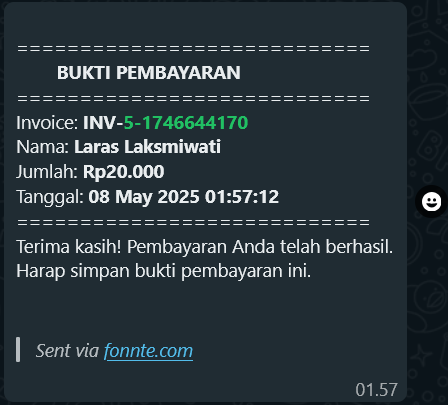 ============================
BUKTI PEMBAYARAN
============================
Invoice: INV-5-1746644170
Nama: Laras Laksmiwati
Jumlah: Rp20.000
Tanggal: 08 May 2025 01:57:12
============================
Terima kasih! Pembayaran Anda telah berhasil.
Harap simpan bukti pembayaran ini.
Sent via fonnte.com
01.57